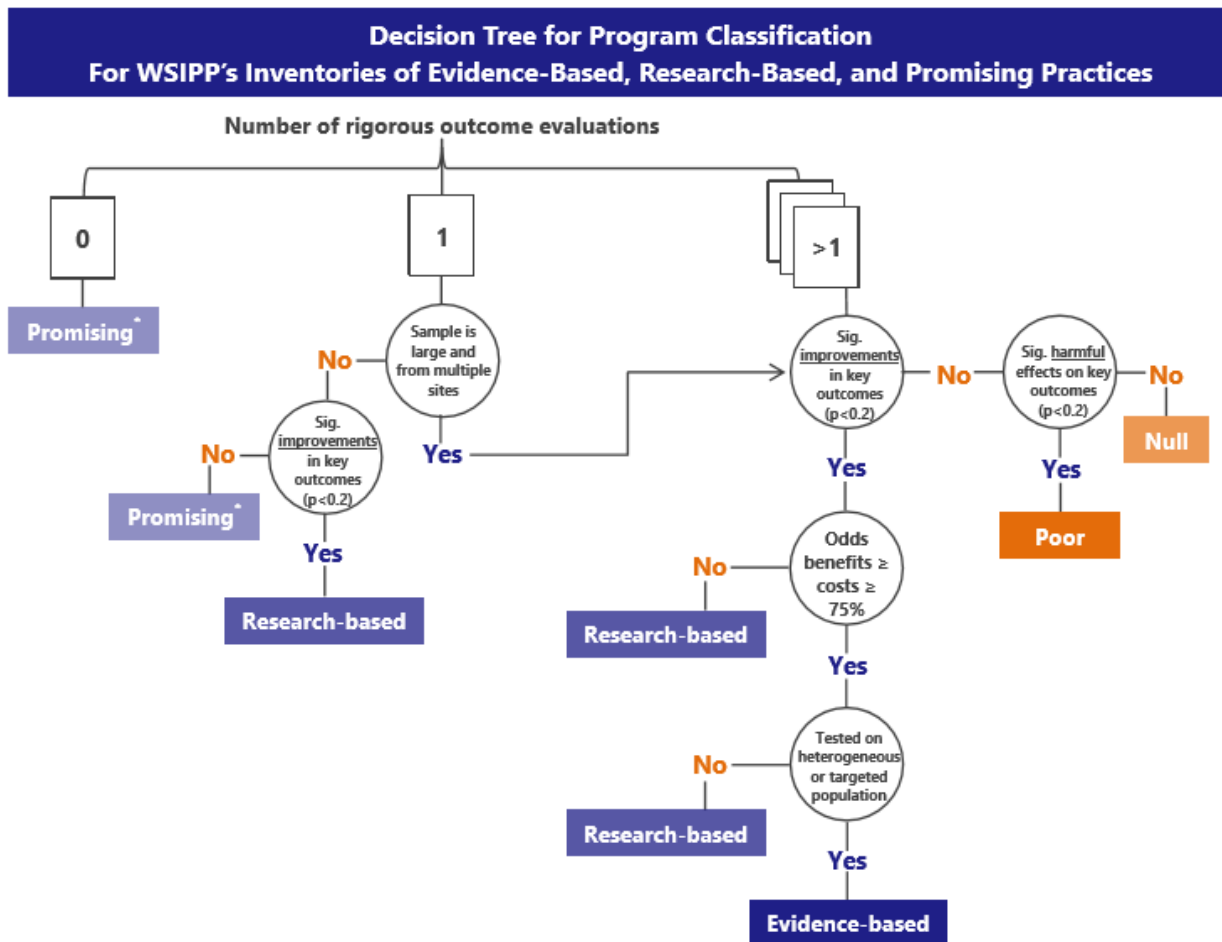 Decision Tree for Program Classification
For WSIPP's Inventories of Evidence-Based, Research-Based, and Promising Practices
Number of rigorous outcome evaluations
0
Promising*
1
Sample is
large and
from multiple
sites
No
Sig.
improvements
in key
outcomes
(p<0.2)
No
Promising*
Yes
Research-based
Yes
>1
Sig.
improvements
in key
outcomes
(p<0.2)
No
Sig. harmful
effects on key
outcomes
(p<0.2)
No
Null
Yes
Poor
Yes
Odds
benefits ≥
costs ≥
75%
No
Research-based
Yes
Tested on
heterogeneous
or targeted
population
No
Research-based
Yes
Evidence-based